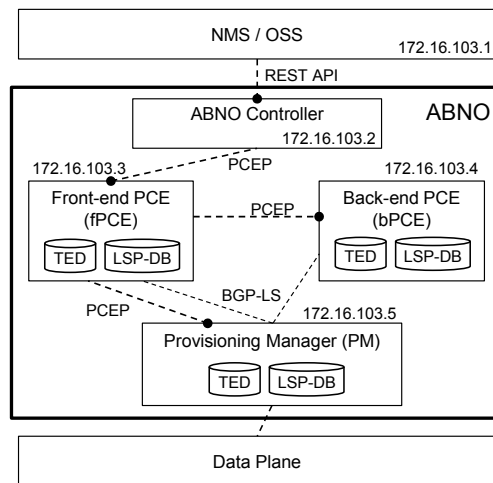 NMS / OSS
172.16.103.1
REST API
ABNO
ABNO Controller
172.16.103.2
PCEP
172.16.103.3
172.16.103.4
Front-end PCE
(fPCE)
TED
LSP-DB
PCEP
Back-end PCE
(bPCE)
TED
LSP-DB
PCEP
BGP-LS
172.16.103.5
Provisioning Manager (PM)
TED
LSP-DB
Data Plane